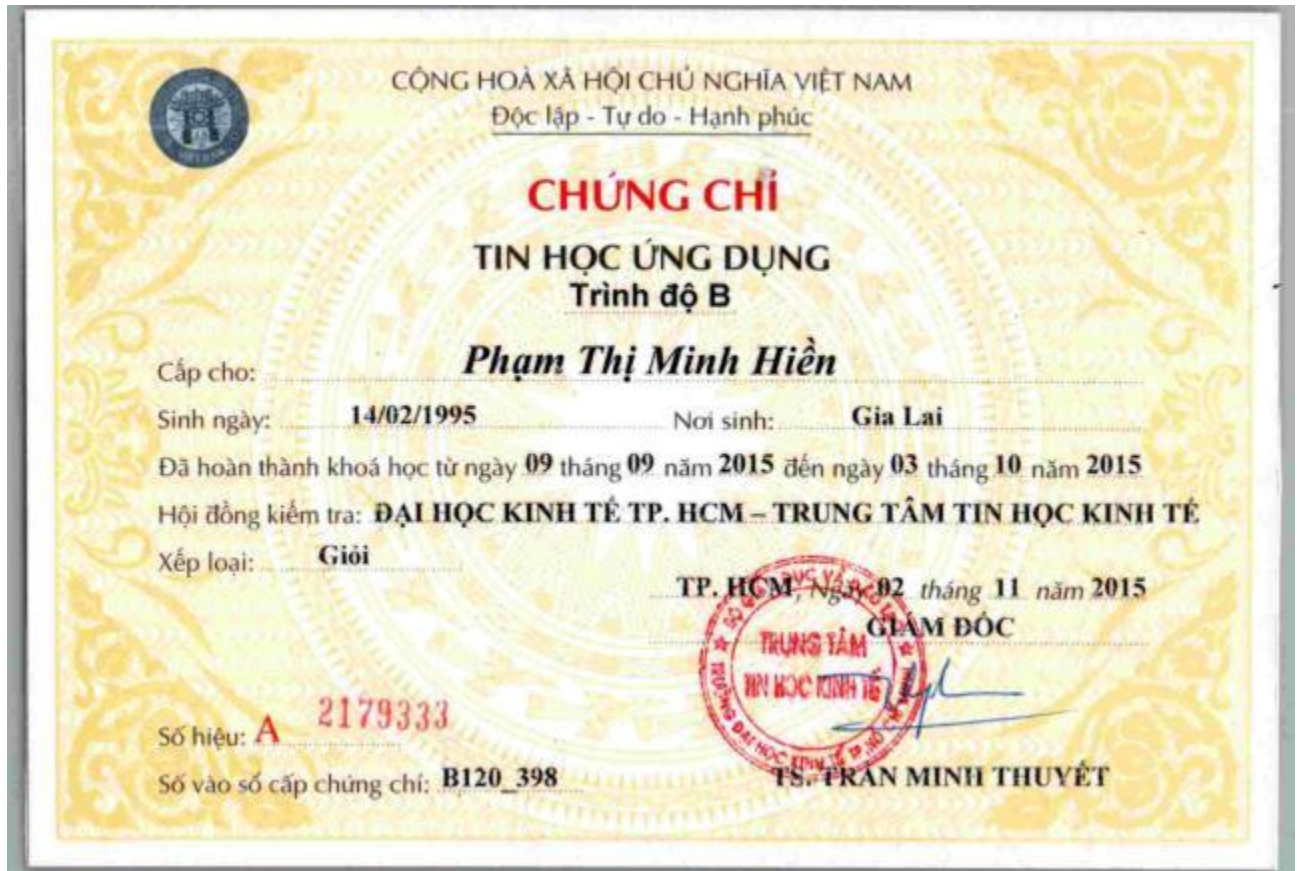 CỘNG HOÀ XÃ HỘI CHỦ NGHĨA VIỆT NAM
Độc lập - Tự do - Hạnh phúc
VIỆT NAM
CHỨNG CHỈ
TIN HỌC ỨNG DỤNG
Trình độ B
Cấp cho: Phạm Thị Minh Hiền
Sinh ngày: 14/02/1995 Nơi sinh: Gia Lai
Đã hoàn thành khoá học từ ngày 09 tháng 09 năm 2015 đến ngày 03 tháng 10 năm 2015
Hội đồng kiểm tra: ĐẠI HỌC KINH TẾ TP. HCM – TRUNG TÂM TIN HỌC KINH TẾ
Xếp loại: Giỏi
TP. HCM, Ngày 02 tháng 11 năm 2015
GIÁM ĐỐC
TRUNG TÂM
TIN HỌC KINH TẾ
Số hiệu: A 2179333
Số vào sổ cấp chứng chỉ: B120_398
TS. TRẦN MINH THUYẾT